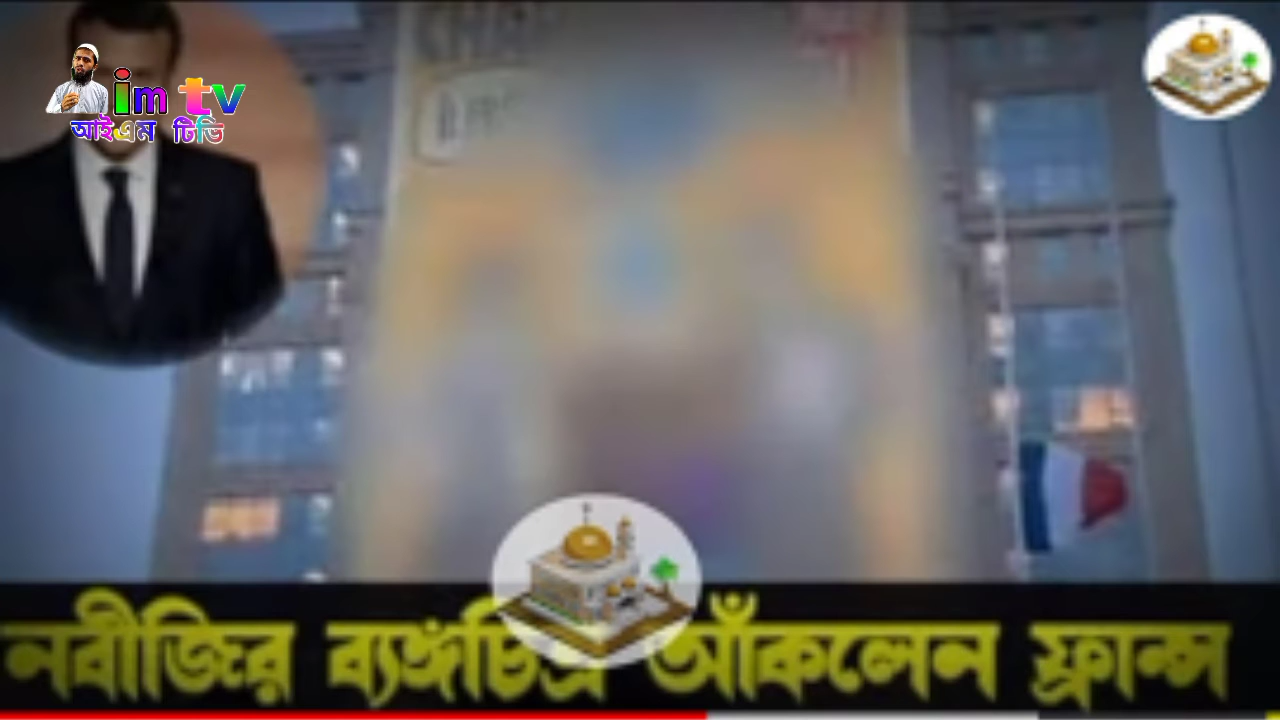 im tv
আইএম টিভি
নবীজির ব্যঙ্গচিত্র আঁকলেন ফ্রান্স